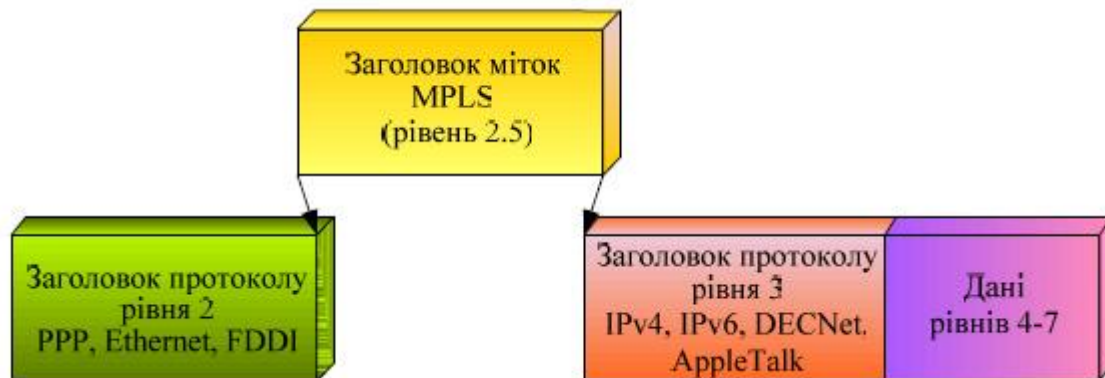 Заголовок міток
MPLS
(рівень 2.5)
Заголовок протоколу
рівня 2
PPP, Ethernet, FDDI
Заголовок протоколу
рівня 3
IPv4, IPv6, DECNet,
AppleTalk
Дані
рівнів 4-7